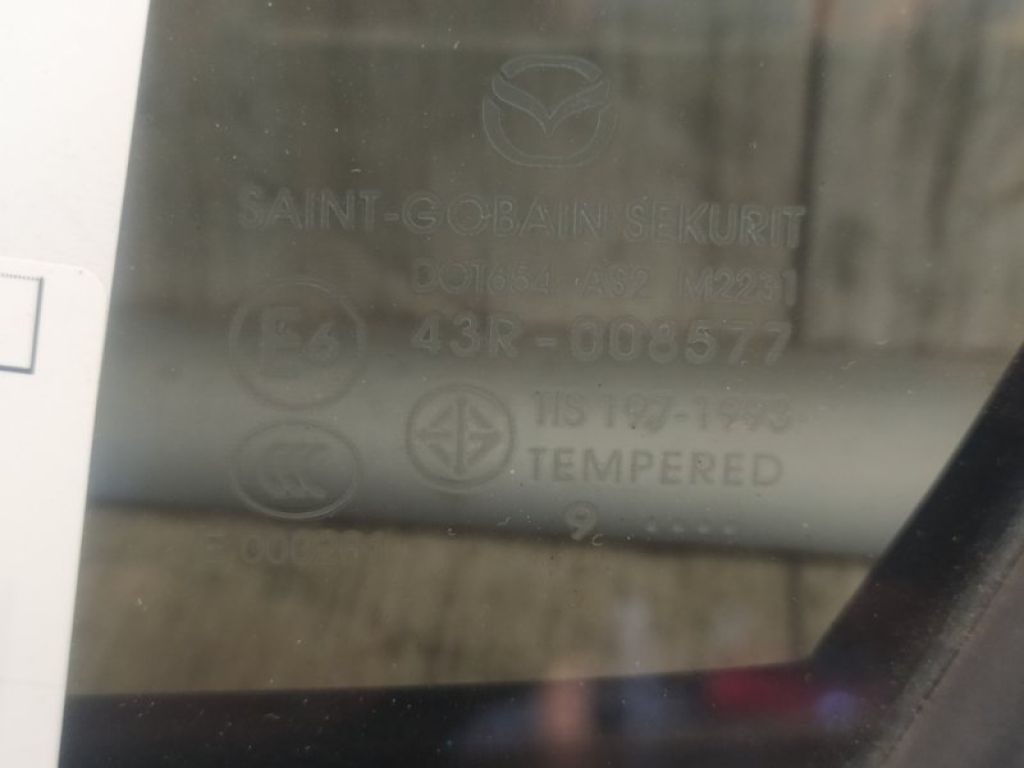 SAINT-GOBAIN SEKURIT
DOT654 AS2 M2231
E6
43R-008577
TIS 197-1993
TEMPERED
9 ....